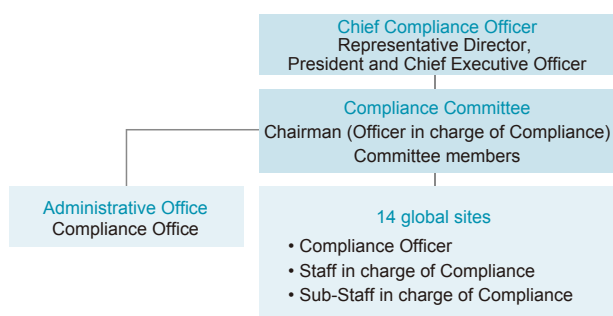 Chief Compliance Officer
Representative Director,
President and Chief Executive Officer
Compliance Committee
Chairman (Officer in charge of Compliance)
Committee members
Administrative Office
Compliance Office
14 global sites
• Compliance Officer
• Staff in charge of Compliance
• Sub-Staff in charge of Compliance